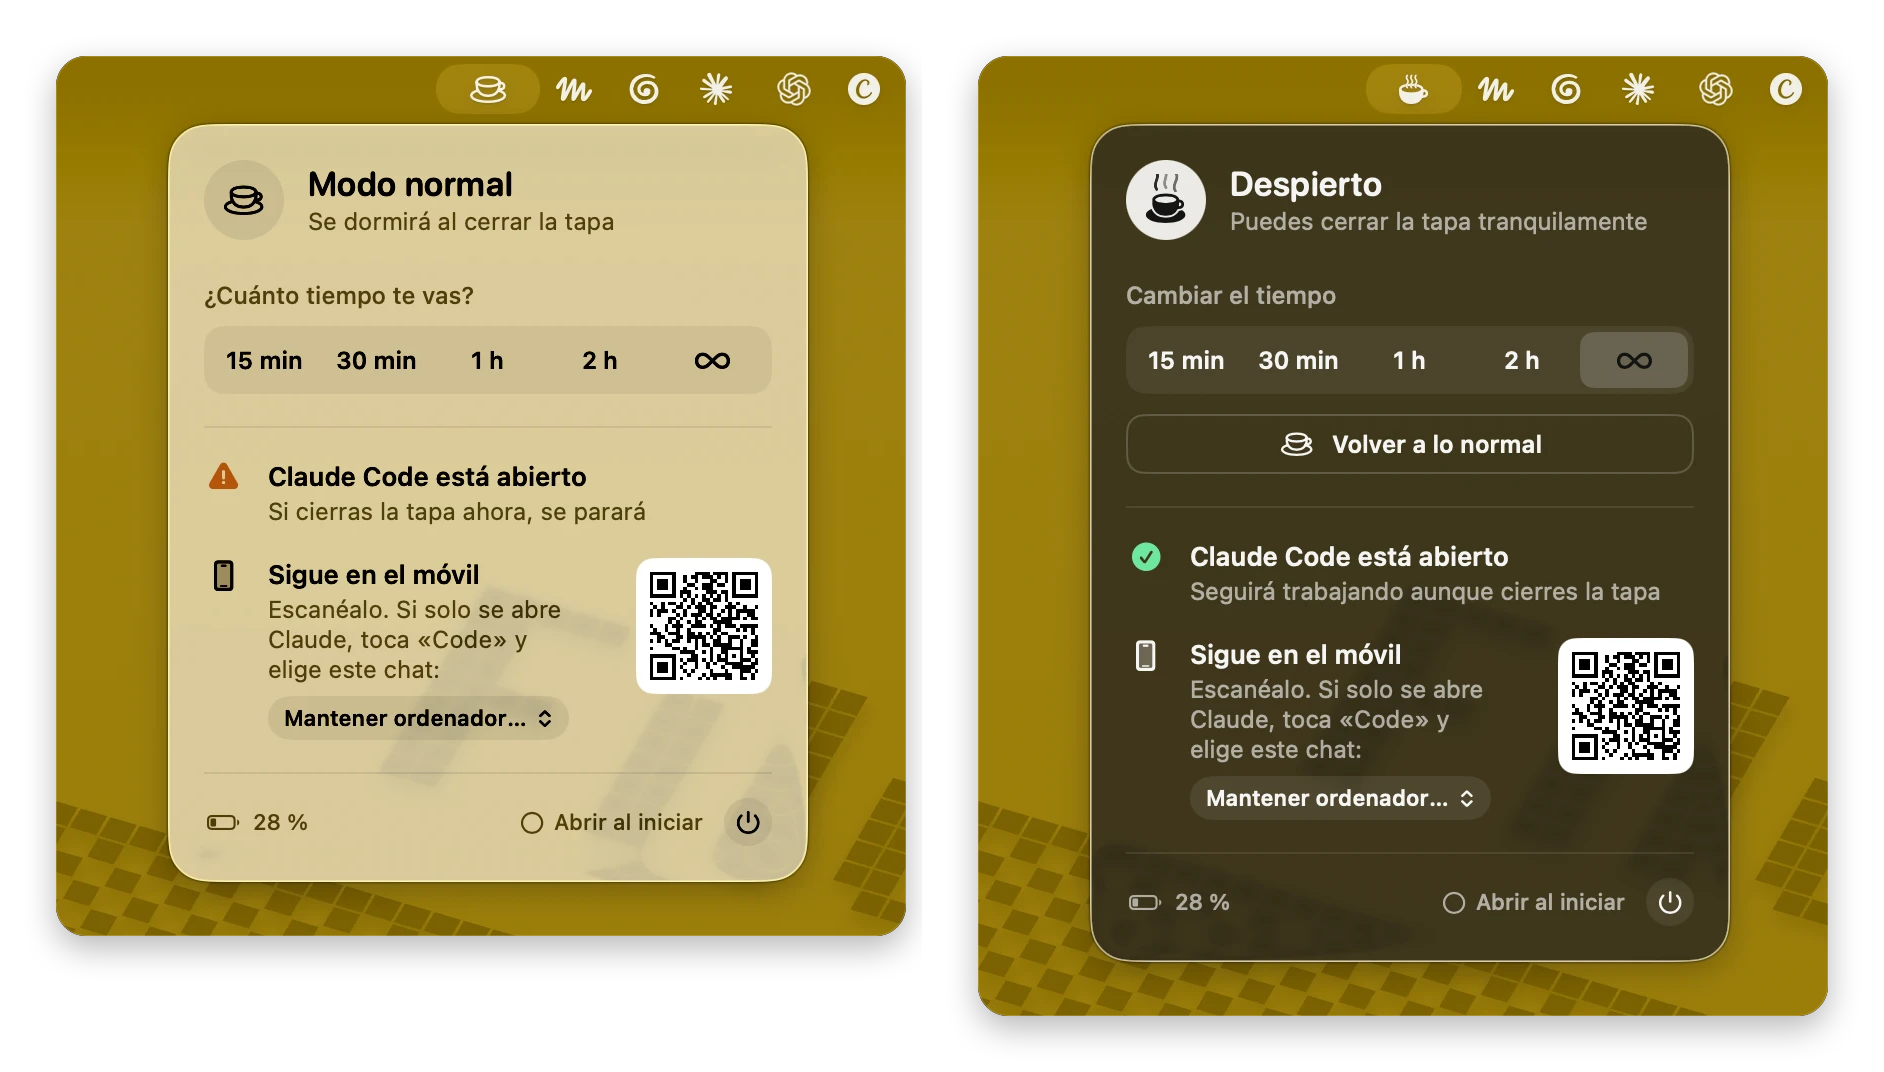 Modo normal
Se dormirá al cerrar la tapa
¿Cuánto tiempo te vas?
15 min 30 min 1 h 2 h ∞
Claude Code está abierto
Si cierras la tapa ahora, se parará
Sigue en el móvil
Escanéalo. Si solo se abre
Claude, toca «Code» y
elige este chat:
Mantener ordenador...
28 % Abrir al iniciar
Despierto
Puedes cerrar la tapa tranquilamente
Cambiar el tiempo
15 min 30 min 1 h 2 h ∞
Volver a lo normal
Claude Code está abierto
Seguirá trabajando aunque cierres la tapa
Sigue en el móvil
Escanéalo. Si solo se abre
Claude, toca «Code» y
elige este chat:
Mantener ordenador...
28 % Abrir al iniciar